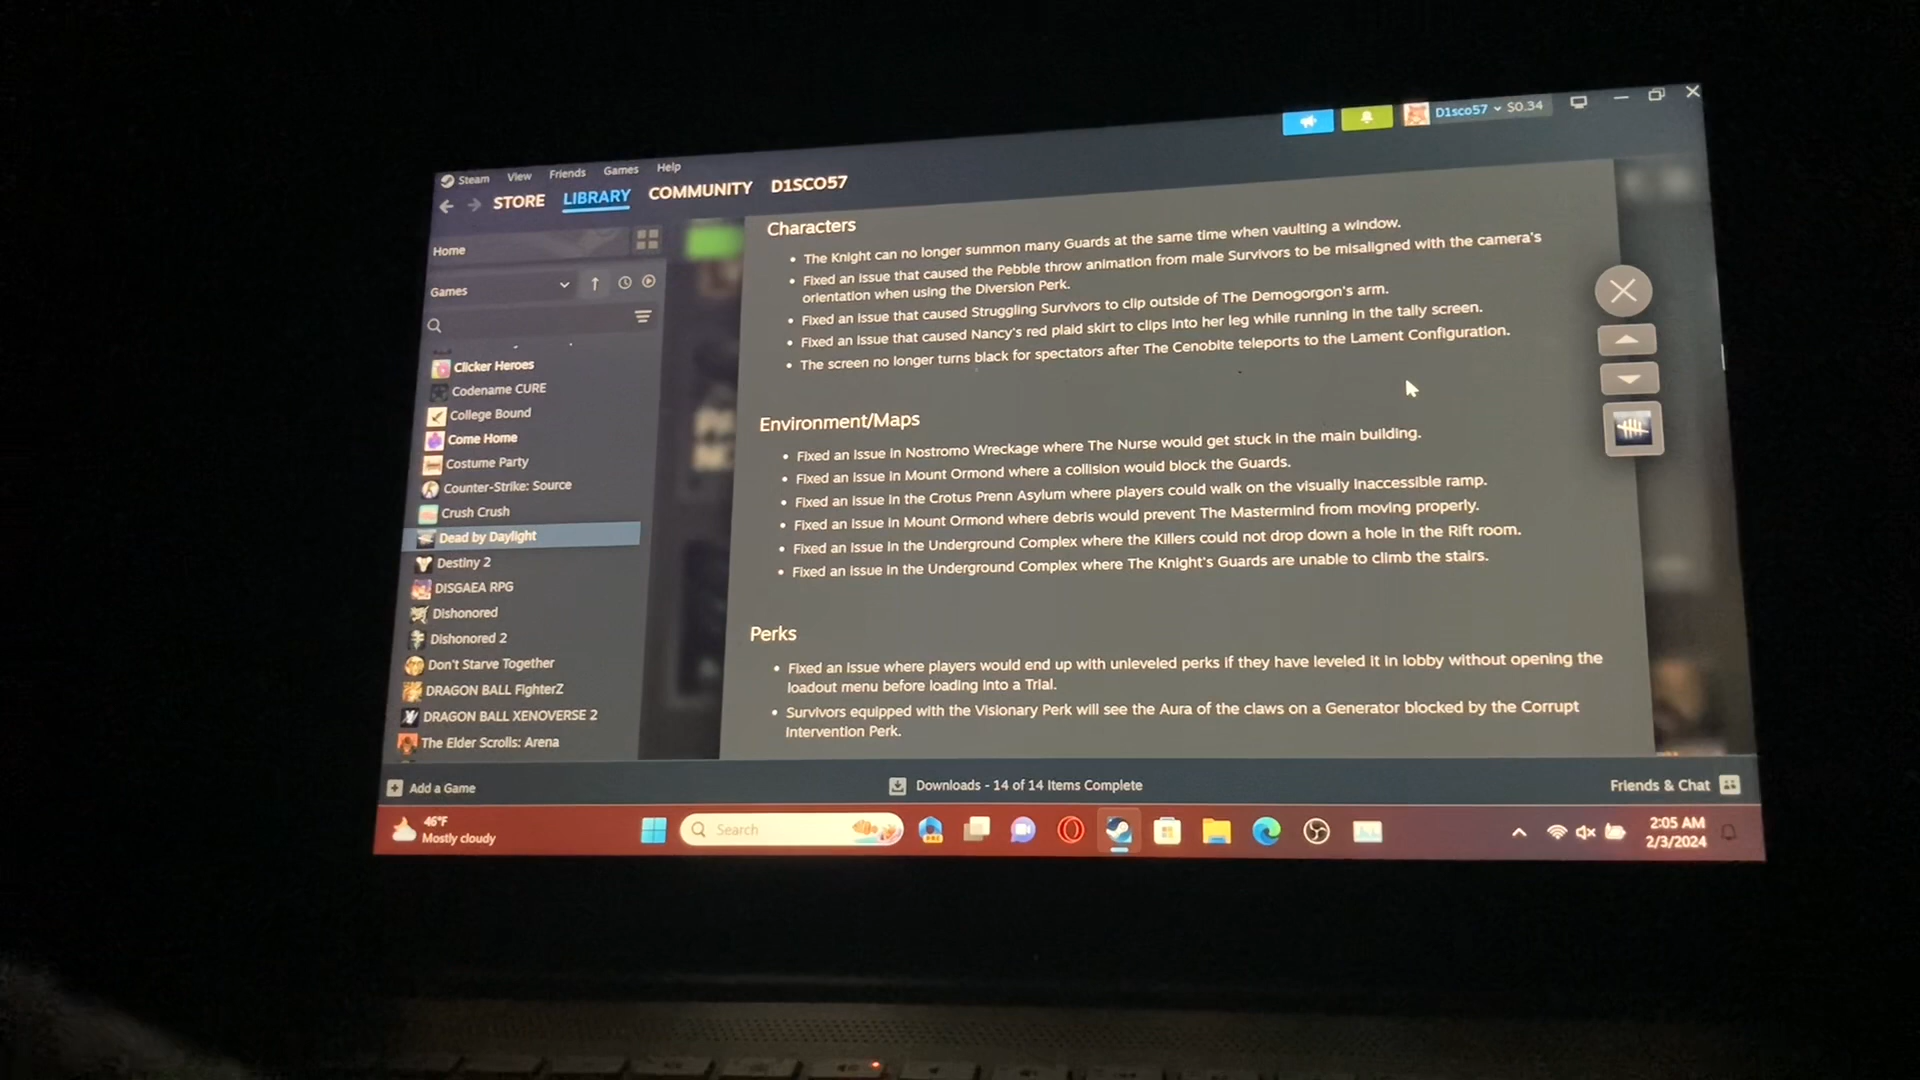 D1sco57 $0.34
Steam View Friends Games Help
STORE LIBRARY COMMUNITY D1SCO57
Home
Games
Clicker Heroes
Codename CURE
College Bound
Come Home
Costume Party
Counter-Strike: Source
Crush Crush
Dead by Daylight
Destiny 2
DISGAEA RPG
Dishonored
Dishonored 2
Don't Starve Together
DRAGON BALL FighterZ
DRAGON BALL XENOVERSE 2
The Elder Scrolls: Arena
Characters
• The Knight can no longer summon many Guards at the same time when vaulting a window.
• Fixed an issue that caused the Pebble throw animation from male Survivors to be misaligned with the camera's
orientation when using the Diversion Perk.
• Fixed an issue that caused Struggling Survivors to clip outside of The Demogorgon's arm.
• Fixed an issue that caused Nancy's red plaid skirt to clips into her leg while running in the tally screen.
• The screen no longer turns black for spectators after The Cenobite teleports to the Lament Configuration.
Environment/Maps
• Fixed an issue in Nostromo Wreckage where The Nurse would get stuck in the main building.
• Fixed an issue in Mount Ormond where a collision would block the Guards.
• Fixed an issue in the Crotus Prenn Asylum where players could walk on the visually inaccessible ramp.
• Fixed an issue in Mount Ormond where debris would prevent The Mastermind from moving properly.
• Fixed an issue in the Underground Complex where the Killers could not drop down a hole in the Rift room.
• Fixed an issue in the Underground Complex where The Knight's Guards are unable to climb the stairs.
Perks
• Fixed an issue where players would end up with unleveled perks if they have leveled it in lobby without opening the
loadout menu before loading into a Trial.
• Survivors equipped with the Visionary Perk will see the Aura of the claws on a Generator blocked by the Corrupt
Intervention Perk.
Add a Game
Downloads - 14 of 14 Items Complete
Friends & Chat
46°F
Mostly cloudy
Search
2:05 AM
2/3/2024